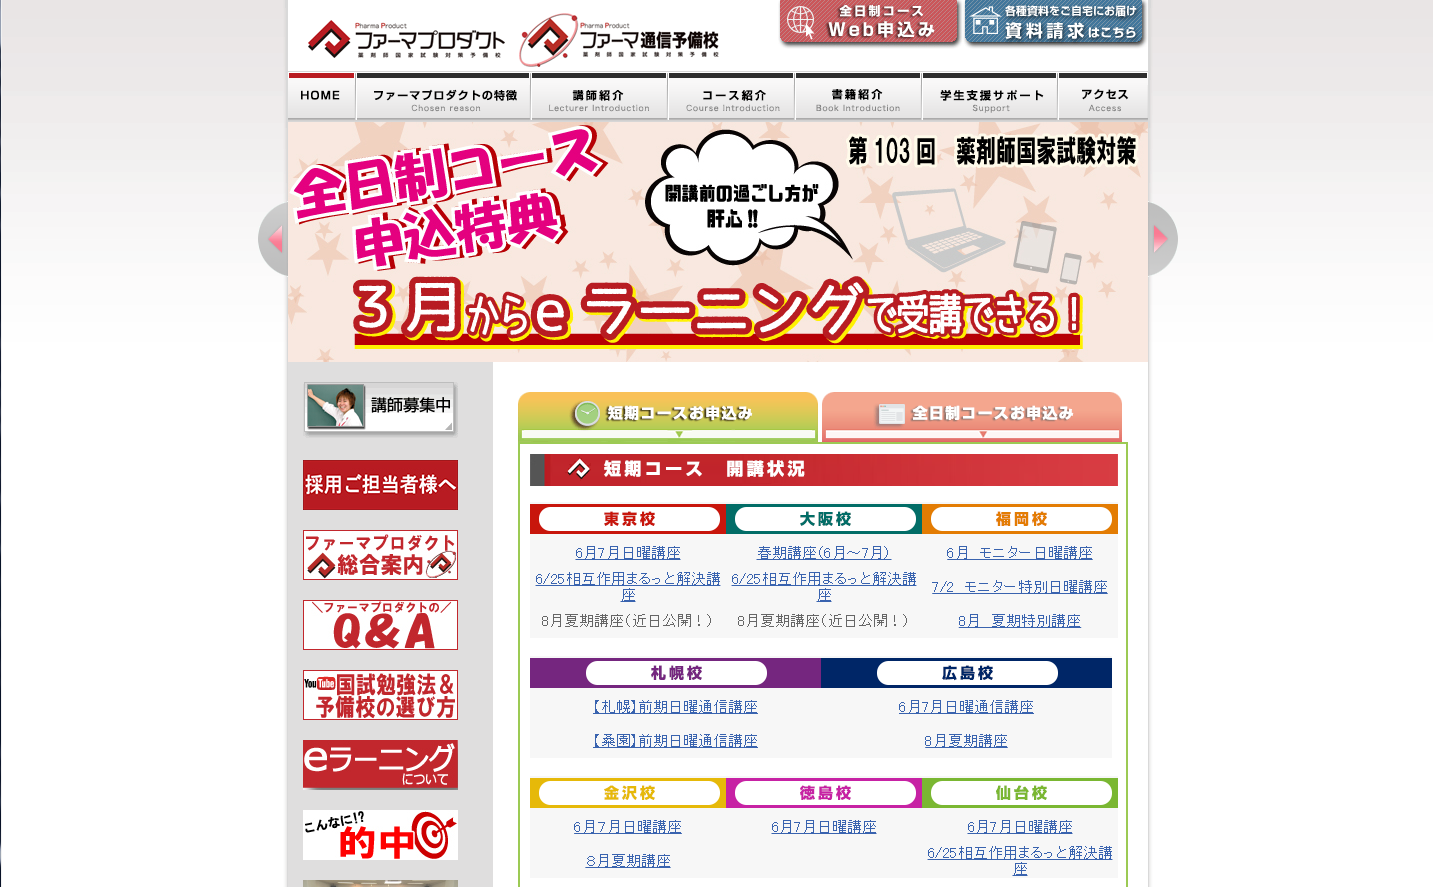 Pharma Product
ファーマプロダクト
薬剤師国家試験対策予備校
Pharma Product
ファーマ通信予備校
薬剤師国家試験対策予備校
全日制コース
Web申込み
各種資料をご自宅にお届け
資料請求はこちら
HOME
ファーマプロダクトの特徴
Chosen reason
講師紹介
Lecturer Introduction
コース紹介
Course Introduction
書籍紹介
Book Introduction
学生支援サポート
Support
アクセス
Access
全日制コース
申込特典
開講前の過ごし方が
肝心!!
第103回 薬剤師国家試験対策
3月からeラーニングで受講できる!
講師募集中
採用ご担当者様へ
ファーマプロダクト
総合案内
＼ファーマプロダクトの／
Q&A
YouTube 国試勉強法&
予備校の選び方
eラーニング
について
こんなに!?
的中
短期コースお申込み
全日制コースお申込み
短期コース 開講状況
東京校 大阪校 福岡校
6月7月日曜講座 春期講座(6月～7月) 6月 モニター日曜講座
6/25相互作用まるっと解決講座 6/25相互作用まるっと解決講座 7/2 モニター特別日曜講座
8月夏期講座(近日公開！) 8月夏期講座(近日公開！) 8月 夏期特別講座
札幌校 広島校
【札幌】前期日曜通信講座 6月7月日曜通信講座
【桑園】前期日曜通信講座 8月夏期講座
金沢校 徳島校 仙台校
6月7月日曜講座 6月7月日曜講座 6月7月日曜講座
8月夏期講座 6/25相互作用まるっと解決講座